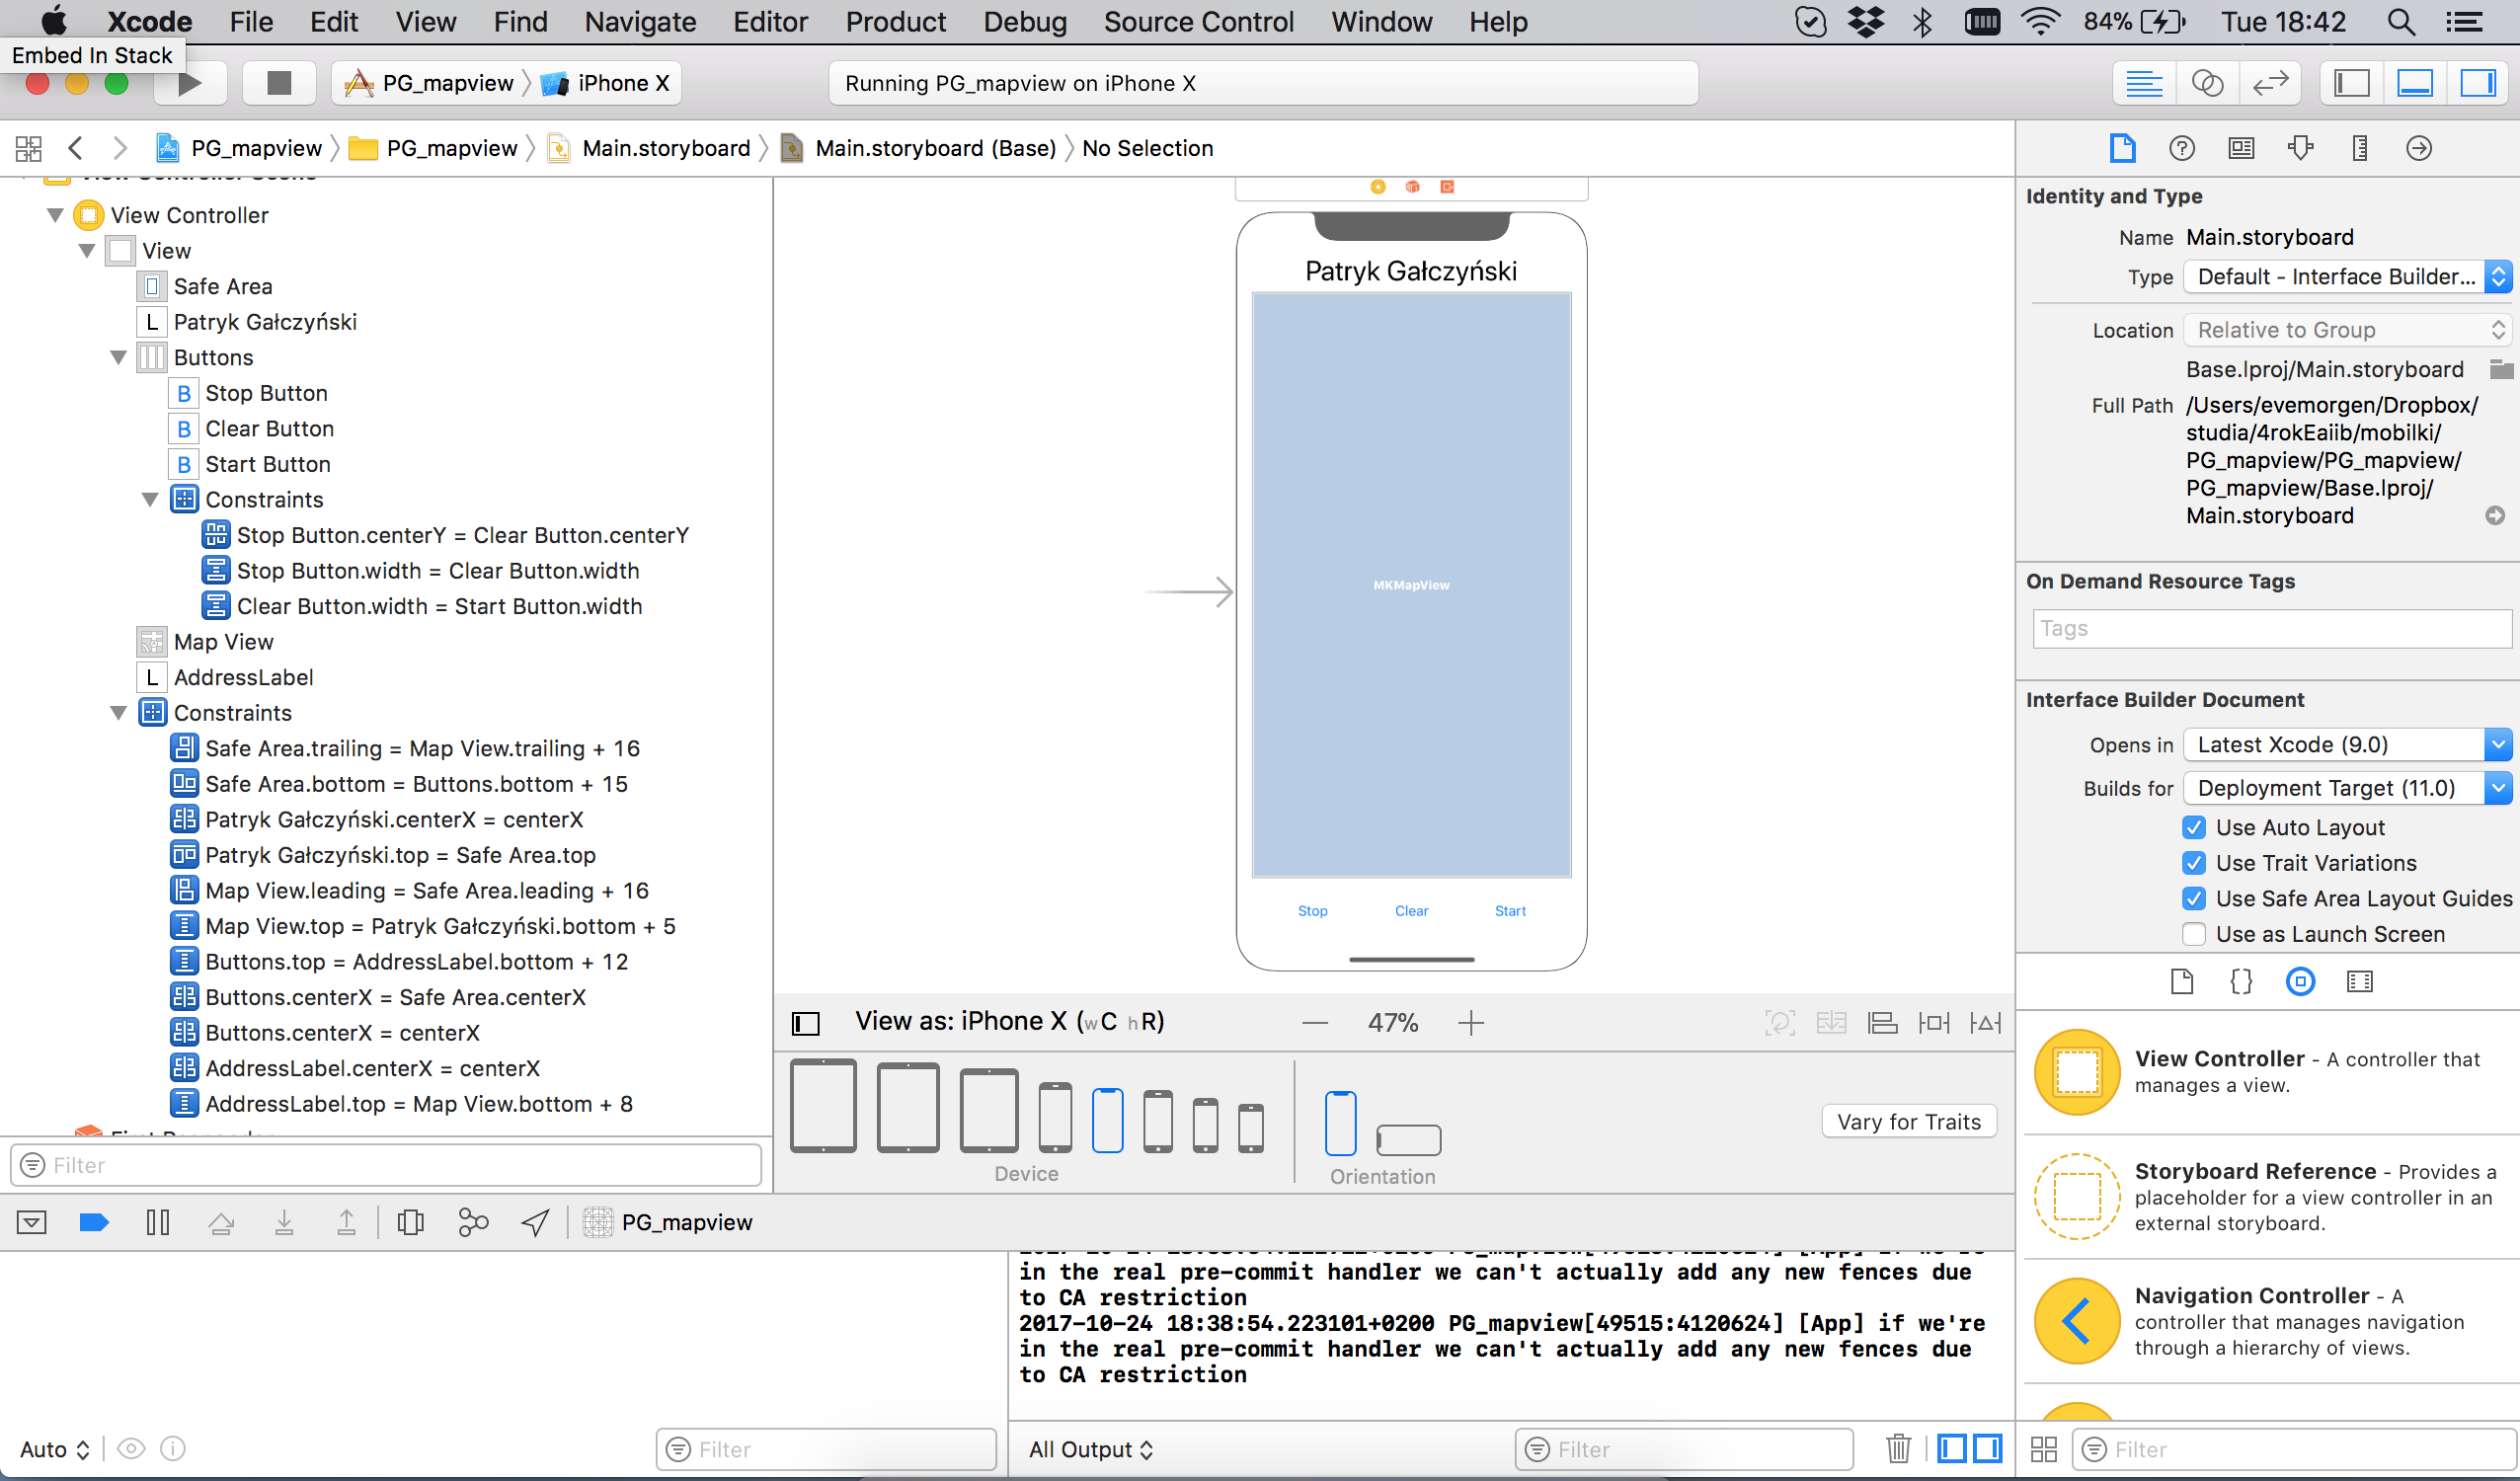 Xcode File Edit View Find Navigate Editor Product Debug Source Control Window Help 84% Tue 18:42
Embed In Stack
PG_mapview iPhone X Running PG_mapview on iPhone X
PG_mapview PG_mapview Main.storyboard Main.storyboard (Base) No Selection
View Controller Scene
View Controller
View
Safe Area
L Patryk Gałczyński
Buttons
B Stop Button
B Clear Button
B Start Button
Constraints
Stop Button.centerY = Clear Button.centerY
Stop Button.width = Clear Button.width
Clear Button.width = Start Button.width
Map View
L AddressLabel
Constraints
Safe Area.trailing = Map View.trailing + 16
Safe Area.bottom = Buttons.bottom + 15
Patryk Gałczyński.centerX = centerX
Patryk Gałczyński.top = Safe Area.top
Map View.leading = Safe Area.leading + 16
Map View.top = Patryk Gałczyński.bottom + 5
Buttons.top = AddressLabel.bottom + 12
Buttons.centerX = Safe Area.centerX
Buttons.centerX = centerX
AddressLabel.centerX = centerX
AddressLabel.top = Map View.bottom + 8
Filter
Patryk Gałczyński
MKMapView
Stop Clear Start
View as: iPhone X (wC hR) 47%
Device
Orientation
Vary for Traits
PG_mapview
in the real pre-commit handler we can't actually add any new fences due
to CA restriction
2017-10-24 18:38:54.223101+0200 PG_mapview[49515:4120624] [App] if we're
in the real pre-commit handler we can't actually add any new fences due
to CA restriction
Auto Filter
All Output Filter
Identity and Type
Name Main.storyboard
Type Default - Interface Builder...
Location Relative to Group
Base.lproj/Main.storyboard
Full Path /Users/evemorgen/Dropbox/
studia/4rokEaiib/mobilki/
PG_mapview/PG_mapview/
PG_mapview/Base.lproj/
Main.storyboard
On Demand Resource Tags
Tags
Interface Builder Document
Opens in Latest Xcode (9.0)
Builds for Deployment Target (11.0)
Use Auto Layout
Use Trait Variations
Use Safe Area Layout Guides
Use as Launch Screen
View Controller - A controller that
manages a view.
Storyboard Reference - Provides a
placeholder for a view controller in an
external storyboard.
Navigation Controller - A
controller that manages navigation
through a hierarchy of views.
Filter